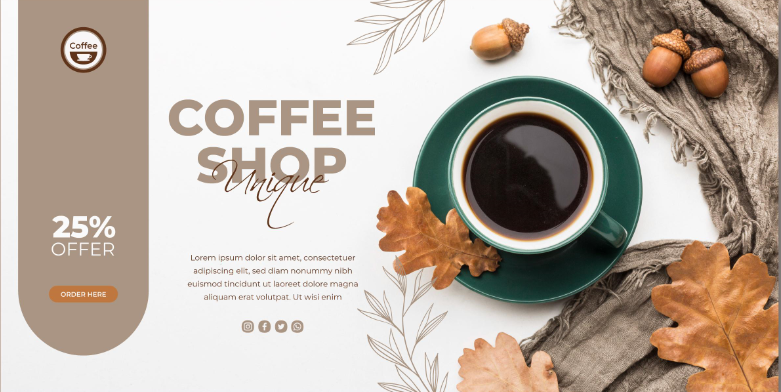 Coffee
COFFEE
SHOP
Unique
25%
OFFER
ORDER HERE
Lorem ipsum dolor sit amet, consectetuer
adipiscing elit, sed diam nonummy nibh
euismod tincidunt ut laoreet dolore magna
aliquam erat volutpat. Ut wisi enim